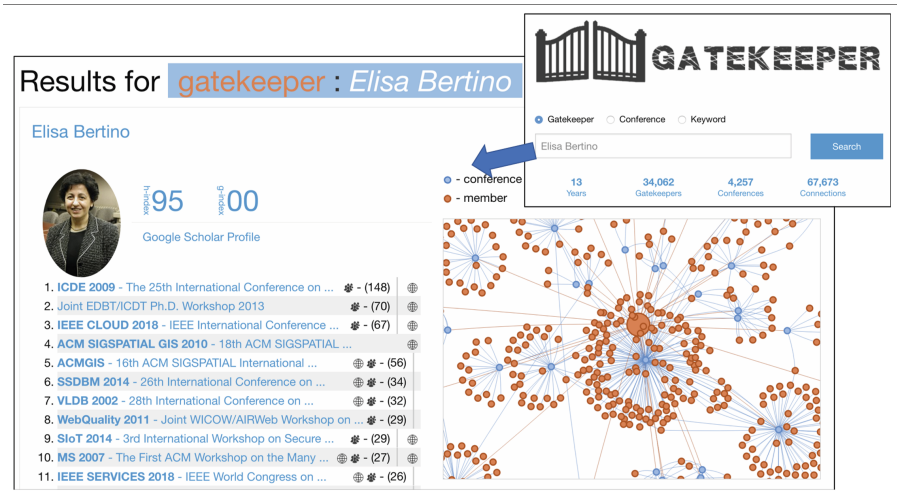 GATEKEEPER
Gatekeeper Conference Keyword
Elisa Bertino Search
13 34,062 4,257 67,673
Years Gatekeepers Conferences Connections
Results for gatekeeper : Elisa Bertino
Elisa Bertino
h-index 95 g-index 00
Google Scholar Profile
- conference
- member
1. ICDE 2009 - The 25th International Conference on ... - (148)
2. Joint EDBT/ICDT Ph.D. Workshop 2013 - (70)
3. IEEE CLOUD 2018 - IEEE International Conference ... - (67)
4. ACM SIGSPATIAL GIS 2010 - 18th ACM SIGSPATIAL ...
5. ACMGIS - 16th ACM SIGSPATIAL International ... - (56)
6. SSDBM 2014 - 26th International Conference on ... - (34)
7. VLDB 2002 - 28th International Conference on ... - (32)
8. WebQuality 2011 - Joint WICOW/AIRWeb Workshop on ... - (29)
9. SIoT 2014 - 3rd International Workshop on Secure ... - (29)
10. MS 2007 - The First ACM Workshop on the Many ... - (27)
11. IEEE SERVICES 2018 - IEEE World Congress on ... - (26)